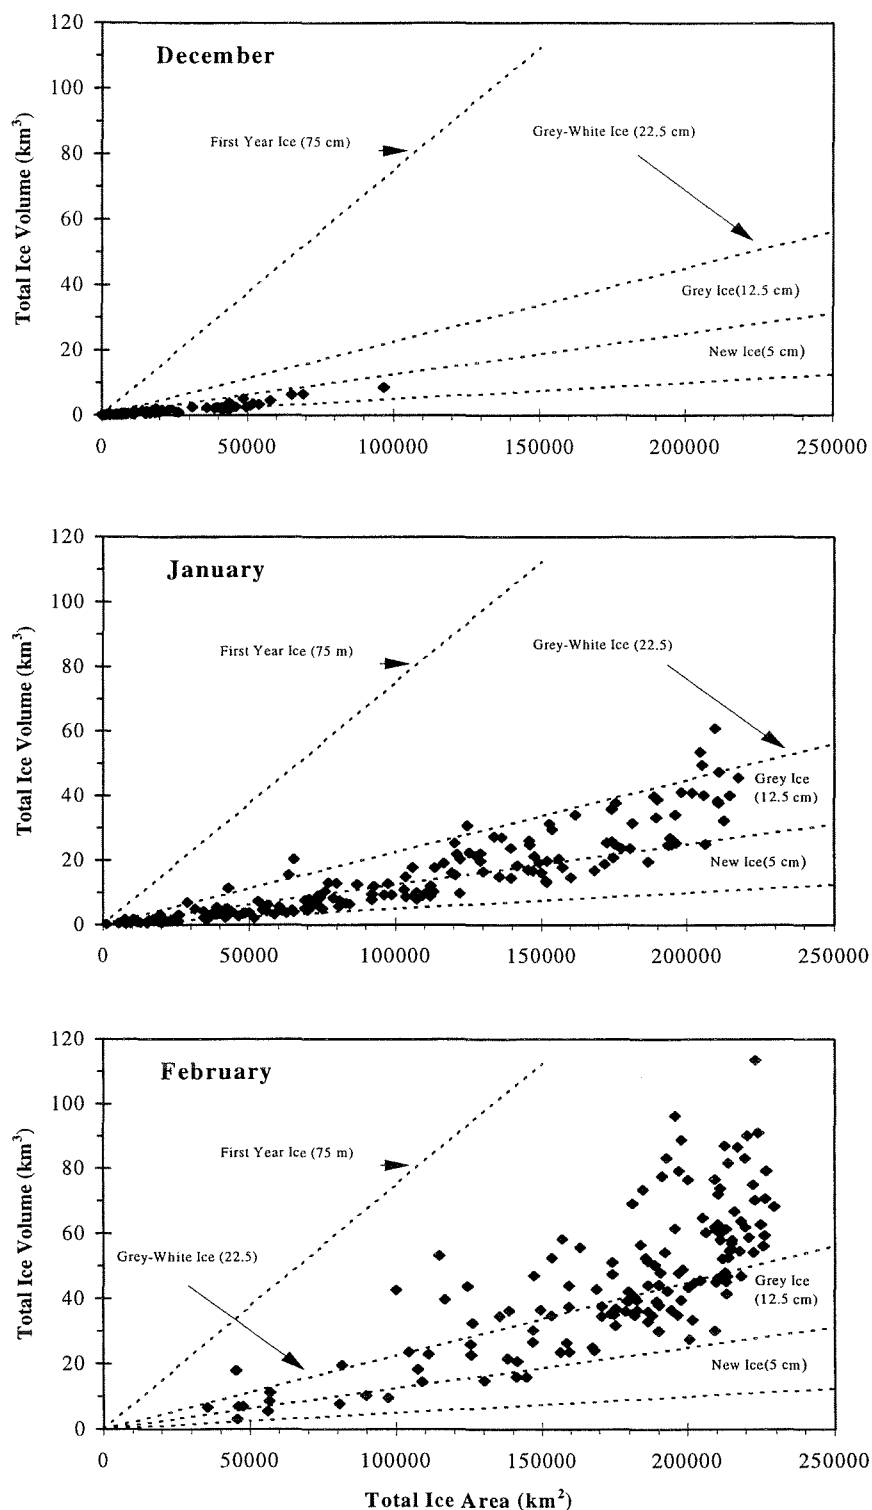 December
120
100
80
60
40
20
0
Total Ice Volume (km³)
First Year Ice (75 cm)
Grey-White Ice (22.5 cm)
Grey Ice(12.5 cm)
New Ice(5 cm)
0 50000 100000 150000 200000 250000
January
120
100
80
60
40
20
0
Total Ice Volume (km³)
First Year Ice (75 m)
Grey-White Ice (22.5)
Grey Ice
(12.5 cm)
New Ice(5 cm)
0 50000 100000 150000 200000 250000
February
120
100
80
60
40
20
0
Total Ice Volume (km³)
First Year Ice (75 m)
Grey-White Ice (22.5)
Grey Ice
(12.5 cm)
New Ice(5 cm)
0 50000 100000 150000 200000 250000
Total Ice Area (km²)